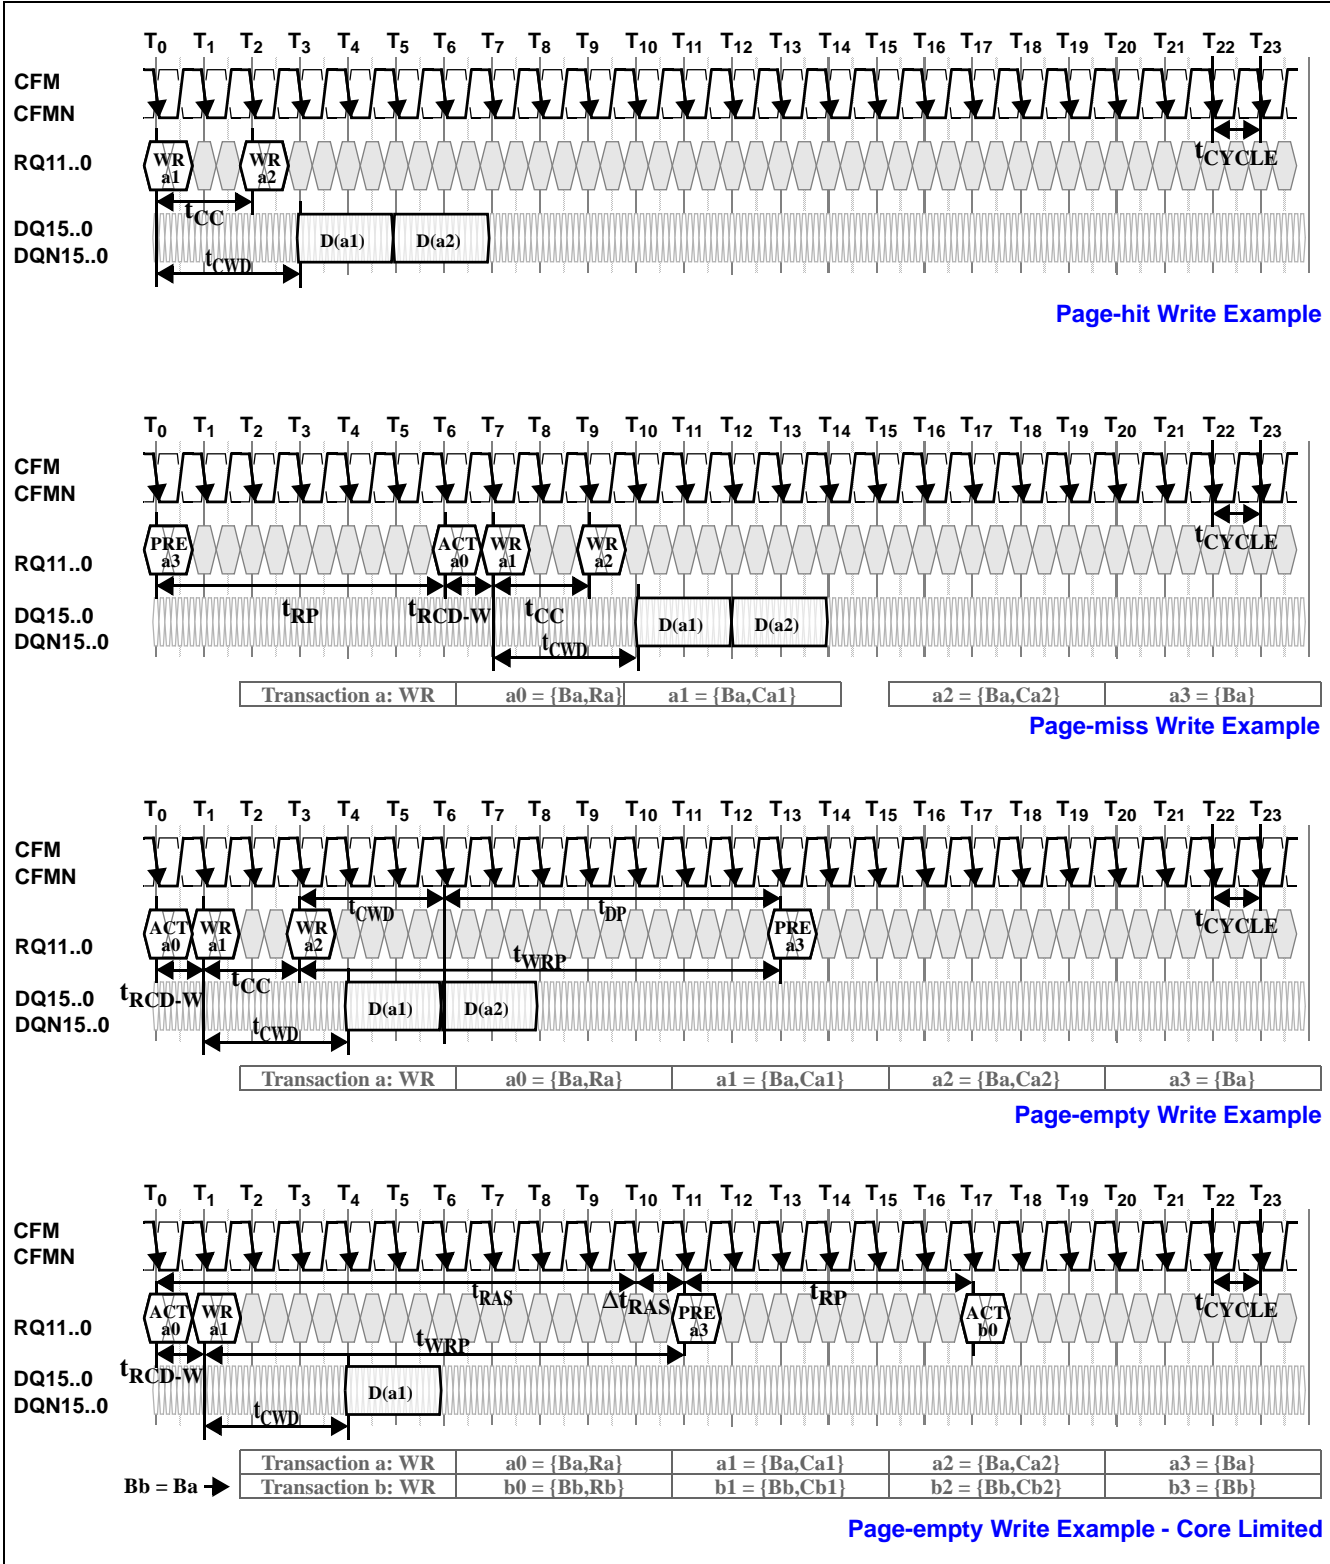 T0 T1 T2 T3 T4 T5 T6 T7 T8 T9 T10 T11 T12 T13 T14 T15 T16 T17 T18 T19 T20 T21 T22 T23
CFM
CFMN
RQ11..0
WR a1
WR a2
tCYCLE
tCC
DQ15..0
DQN15..0
D(a1) D(a2)
tCWD
Page-hit Write Example
T0 T1 T2 T3 T4 T5 T6 T7 T8 T9 T10 T11 T12 T13 T14 T15 T16 T17 T18 T19 T20 T21 T22 T23
CFM
CFMN
RQ11..0
PRE a3
ACT a0
WR a1
WR a2
tCYCLE
tRP tRCD-W tCC
DQ15..0
DQN15..0
D(a1) D(a2)
tCWD
Transaction a: WR a0 = {Ba,Ra} a1 = {Ba,Ca1} a2 = {Ba,Ca2} a3 = {Ba}
Page-miss Write Example
T0 T1 T2 T3 T4 T5 T6 T7 T8 T9 T10 T11 T12 T13 T14 T15 T16 T17 T18 T19 T20 T21 T22 T23
CFM
CFMN
tCWD tDP
RQ11..0
ACT a0
WR a1
WR a2
PRE a3
tCYCLE
tRCD-W tCC tWRP
DQ15..0
DQN15..0
D(a1) D(a2)
tCWD
Transaction a: WR a0 = {Ba,Ra} a1 = {Ba,Ca1} a2 = {Ba,Ca2} a3 = {Ba}
Page-empty Write Example
T0 T1 T2 T3 T4 T5 T6 T7 T8 T9 T10 T11 T12 T13 T14 T15 T16 T17 T18 T19 T20 T21 T22 T23
CFM
CFMN
tRAS ΔtRAS tRP
RQ11..0
ACT a0
WR a1
PRE a3
ACT b0
tCYCLE
tRCD-W tWRP
DQ15..0
DQN15..0
D(a1)
tCWD
Transaction a: WR a0 = {Ba,Ra} a1 = {Ba,Ca1} a2 = {Ba,Ca2} a3 = {Ba}
Bb = Ba Transaction b: WR b0 = {Bb,Rb} b1 = {Bb,Cb1} b2 = {Bb,Cb2} b3 = {Bb}
Page-empty Write Example - Core Limited